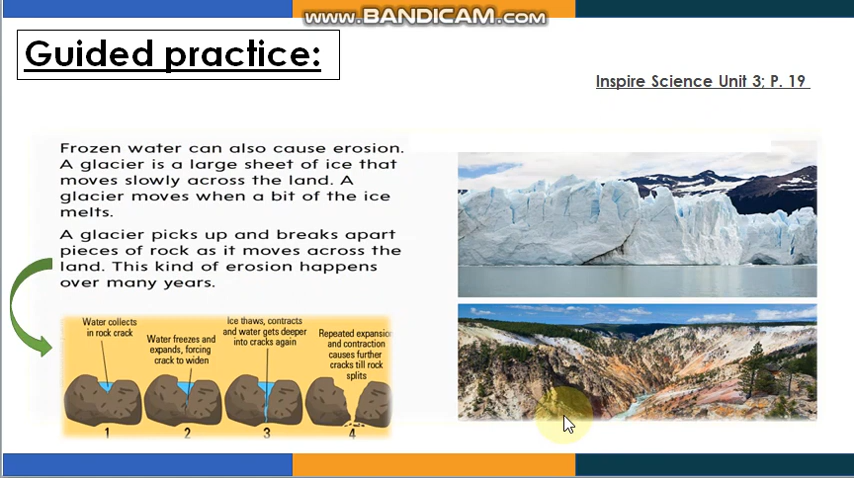 www.BANDICAM.com
Guided practice:
Inspire Science Unit 3; P. 19
Frozen water can also cause erosion.
A glacier is a large sheet of ice that
moves slowly across the land. A
glacier moves when a bit of the ice
melts.
A glacier picks up and breaks apart
pieces of rock as it moves across the
land. This kind of erosion happens
over many years.
Water collects
in rock crack
Water freezes and
expands, forcing
crack to widen
Ice thaws, contracts
and water gets deeper
into cracks again
Repeated expansion
and contraction
causes further
cracks till rock
splits
1
2
3
4